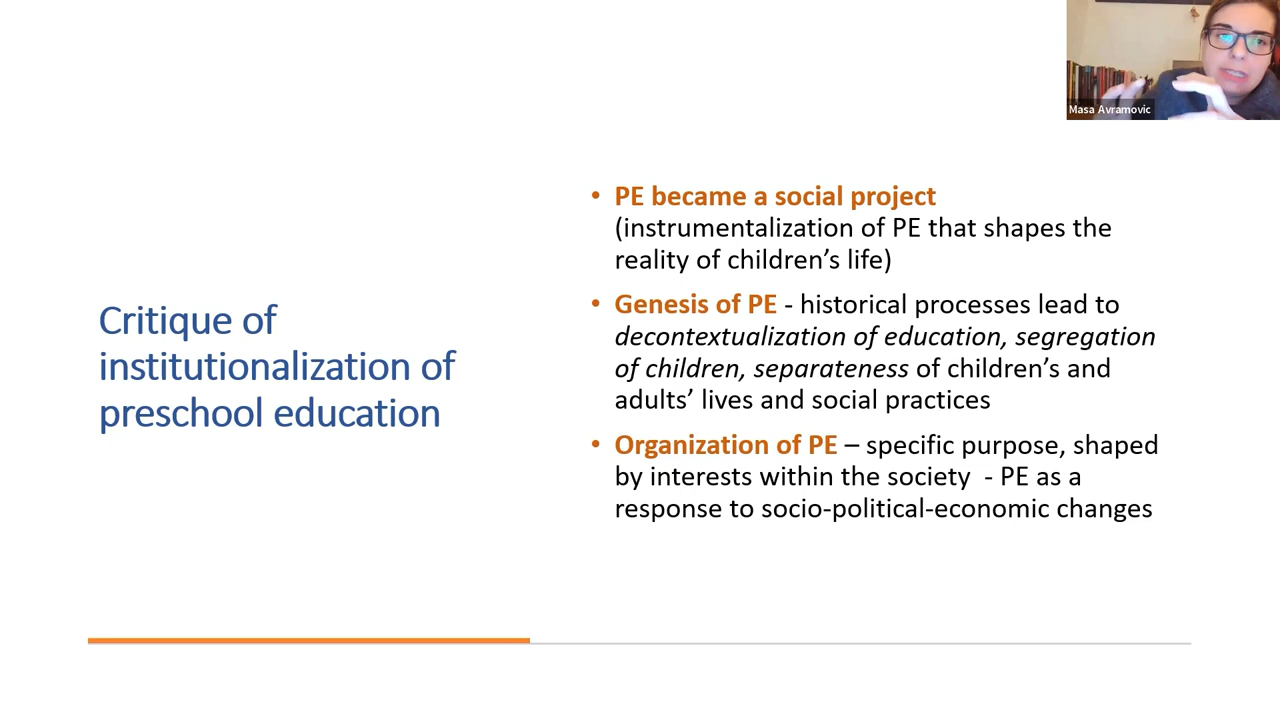 Masa Avramovic
Critique of
institutionalization of
preschool education
• PE became a social project
(instrumentalization of PE that shapes the
reality of children’s life)
• Genesis of PE - historical processes lead to
decontextualization of education, segregation
of children, separateness of children’s and
adults’ lives and social practices
• Organization of PE – specific purpose, shaped
by interests within the society  - PE as a
response to socio-political-economic changes